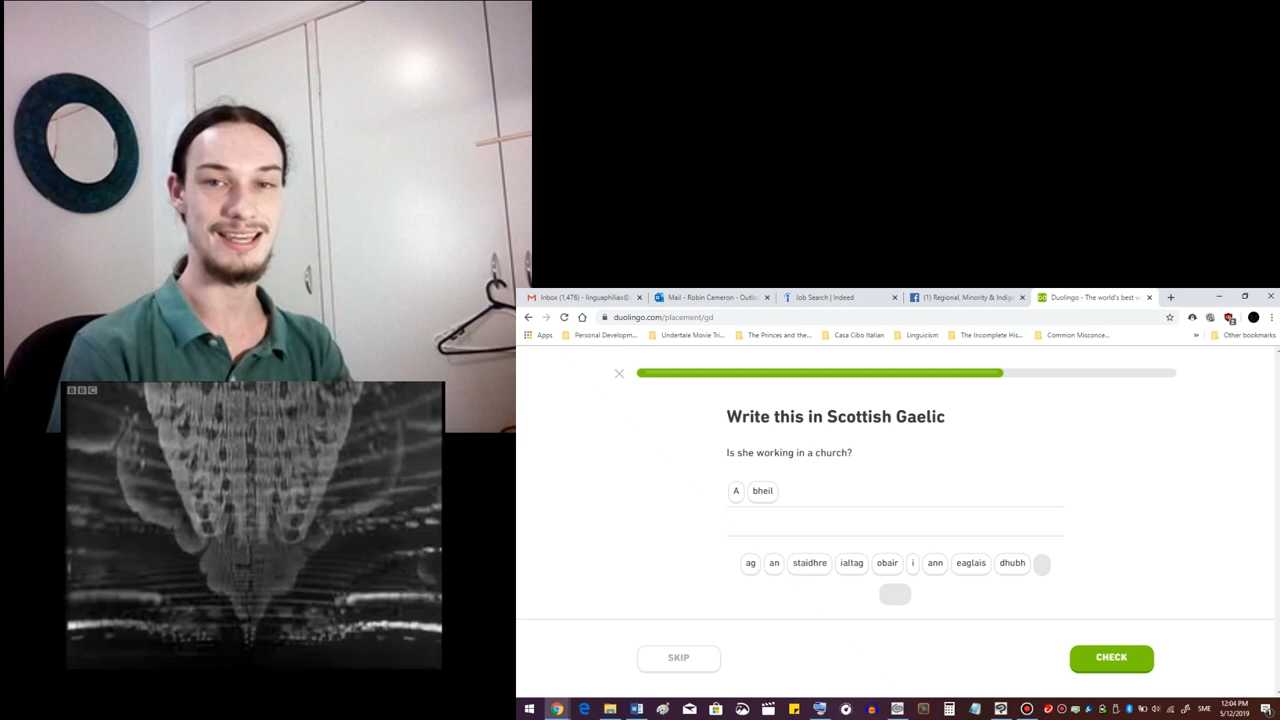 Inbox (1,476) - linguaphiliax@
Mail - Robin Cameron - Outlo
Job Search | Indeed
(1) Regional, Minority & Indig
Duolingo - The world's best w
duolingo.com/placement/gd
Apps
Personal Developm...
Undertale Movie Tri...
The Princes and the...
Casa Cibo Italian
Linguicism
The Incomplete His...
Common Misconce...
»
Other bookmarks
Write this in Scottish Gaelic
Is she working in a church?
A bheil
ag an staidhre ialtag obair i ann eaglais dhubh
SKIP
CHECK
BBC
SME
12:04 PM
5/12/2019